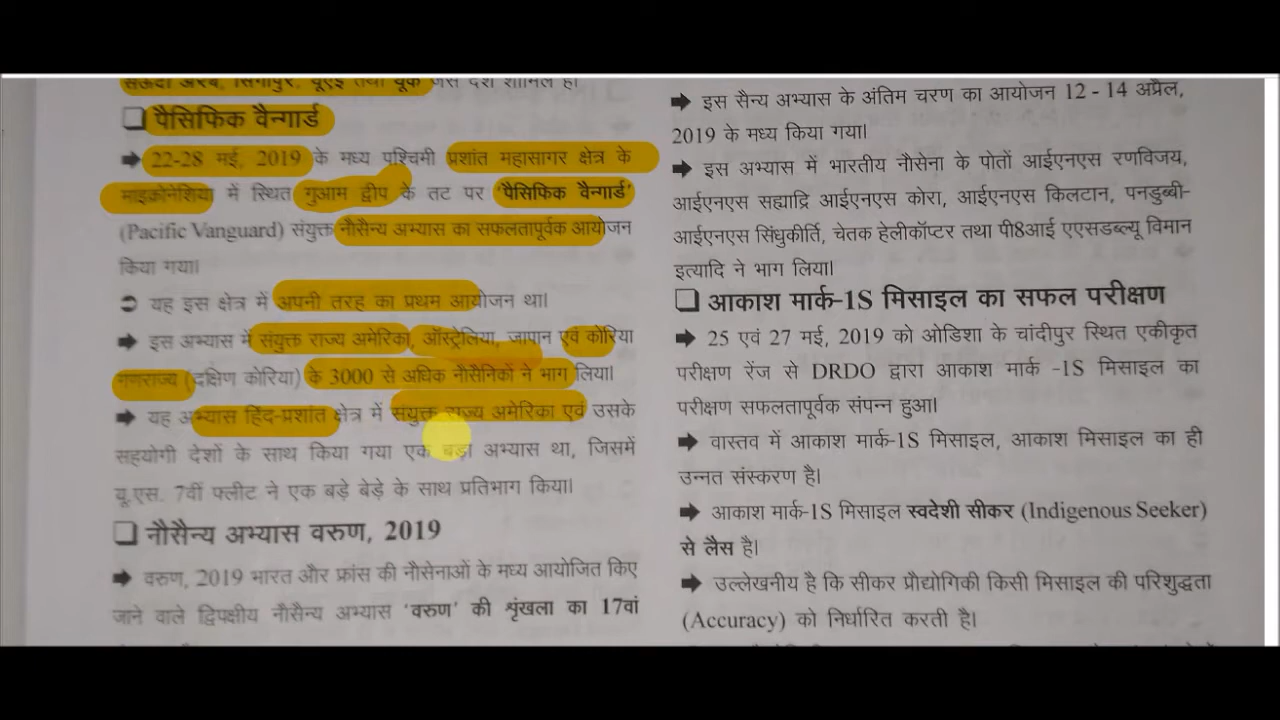 सऊदी अरब, सिंगापुर, यूएई तथा यूके जैसे देश शामिल हैं।
❑ पैसिफिक वैन्गार्ड
➡ 22-28 मई, 2019 के मध्य पश्चिमी प्रशांत महासागर क्षेत्र के
माइक्रोनेशिया में स्थित गुआम द्वीप के तट पर 'पैसिफिक वैन्गार्ड'
(Pacific Vanguard) संयुक्त नौसैन्य अभ्यास का सफलतापूर्वक आयोजन
किया गया।
➲ यह इस क्षेत्र में अपनी तरह का प्रथम आयोजन था।
➡ इस अभ्यास में संयुक्त राज्य अमेरिका, ऑस्ट्रेलिया, जापान एवं कोरिया
गणराज्य (दक्षिण कोरिया) के 3000 से अधिक नौसैनिकों ने भाग लिया।
➡ यह अभ्यास हिंद-प्रशांत क्षेत्र में संयुक्त राज्य अमेरिका एवं उसके
सहयोगी देशों के साथ किया गया एक बड़ा अभ्यास था, जिसमें
यू.एस. 7वीं फ्लीट ने एक बड़े बेड़े के साथ प्रतिभाग किया।
❑ नौसैन्य अभ्यास वरुण, 2019
➡ वरुण, 2019 भारत और फ्रांस की नौसेनाओं के मध्य आयोजित किए
जाने वाले द्विपक्षीय नौसैन्य अभ्यास 'वरुण' की शृंखला का 17वां
➡ इस सैन्य अभ्यास के अंतिम चरण का आयोजन 12 - 14 अप्रैल,
2019 के मध्य किया गया।
➡ इस अभ्यास में भारतीय नौसेना के पोतों आईएनएस रणविजय,
आईएनएस सह्याद्रि आईएनएस कोरा, आईएनएस किलटान, पनडुब्बी-
आईएनएस सिंधुकीर्ति, चेतक हेलीकॉप्टर तथा पी8आई एएसडब्ल्यू विमान
इत्यादि ने भाग लिया।
❑ आकाश मार्क-1S मिसाइल का सफल परीक्षण
➡ 25 एवं 27 मई, 2019 को ओडिशा के चांदीपुर स्थित एकीकृत
परीक्षण रेंज से DRDO द्वारा आकाश मार्क -1S मिसाइल का
परीक्षण सफलतापूर्वक संपन्न हुआ।
➡ वास्तव में आकाश मार्क-1S मिसाइल, आकाश मिसाइल का ही
उन्नत संस्करण है।
➡ आकाश मार्क-1S मिसाइल स्वदेशी सीकर (Indigenous Seeker)
से लैस है।
➡ उल्लेखनीय है कि सीकर प्रौद्योगिकी किसी मिसाइल की परिशुद्धता
(Accuracy) को निर्धारित करती है।